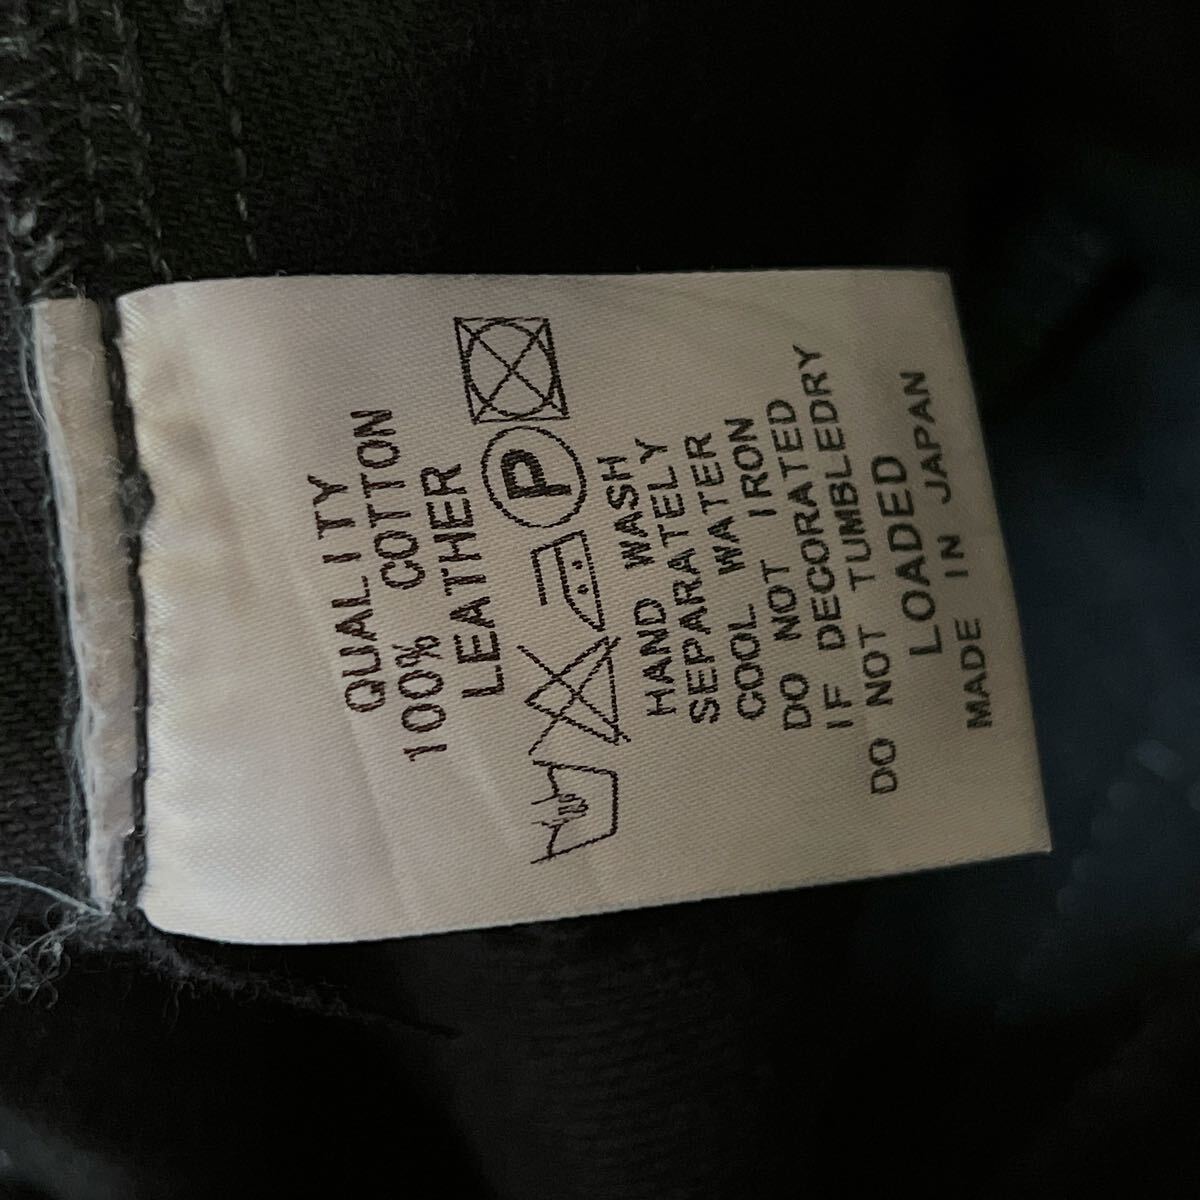 QUALITY
100% COTTON
LEATHER
P
HAND WASH
SEPARATELY
SEPARATER
COOL WATER
DO NOT IRON
IF DECORATED
DO NOT TUMBLEDRY
LOADED
MADE IN JAPAN